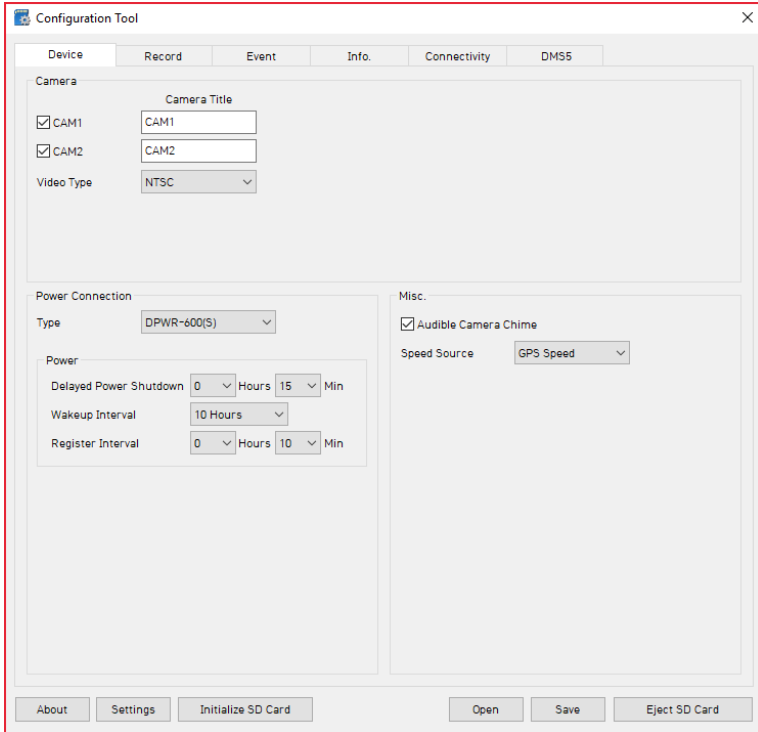 Configuration Tool
Device Record Event Info. Connectivity DMS5
Camera
Camera Title
CAM1 CAM1
CAM2 CAM2
Video Type NTSC
Power Connection
Type DPWR-600(S)
Power
Delayed Power Shutdown 0 Hours 15 Min
Wakeup Interval 10 Hours
Register Interval 0 Hours 10 Min
Misc.
Audible Camera Chime
Speed Source GPS Speed
About Settings Initialize SD Card Open Save Eject SD Card